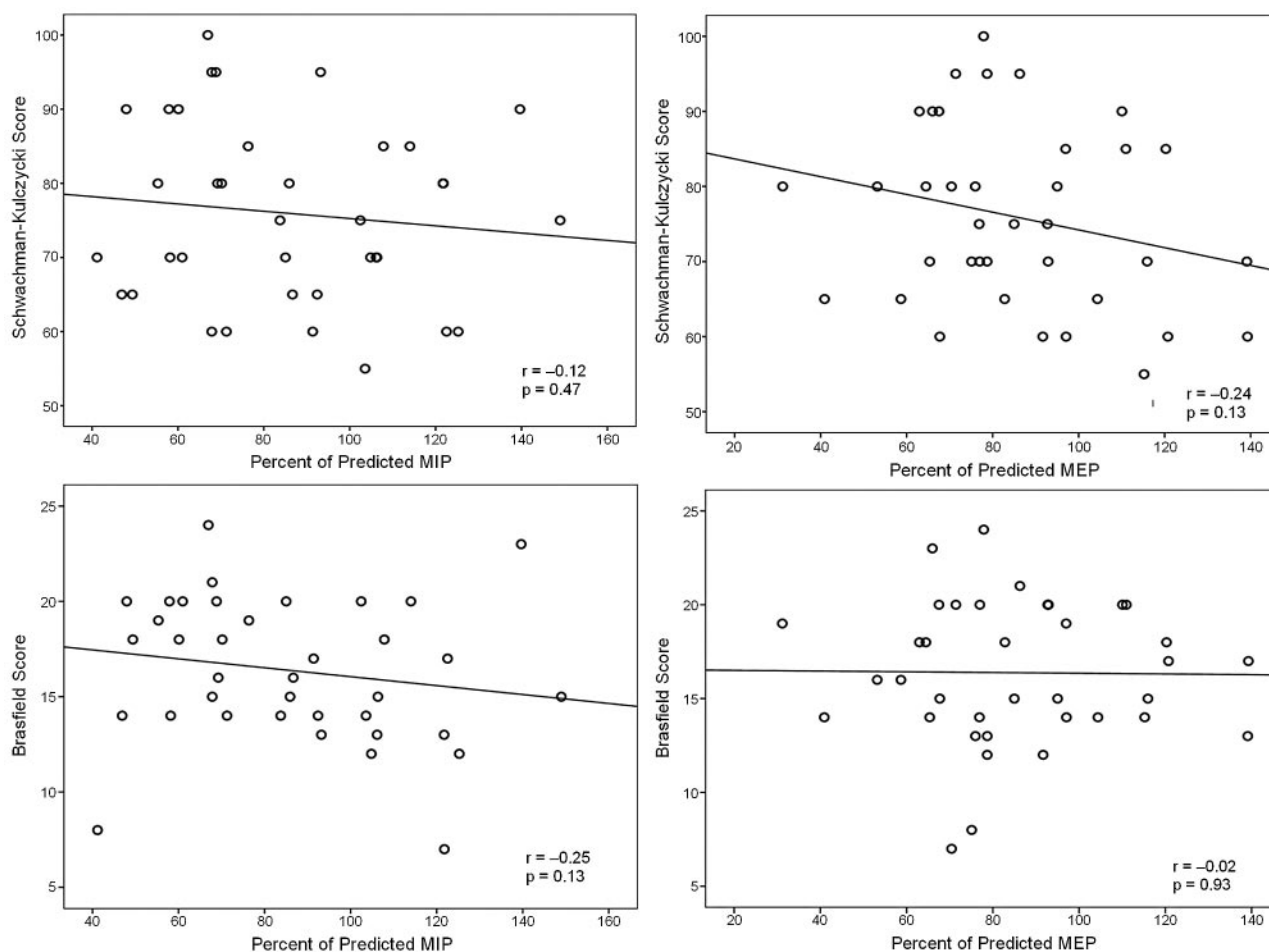 Schwachman-Kulczycki Score
100
90
80
70
60
50
r = –0.12
p = 0.47
40 60 80 100 120 140 160
Percent of Predicted MIP
Schwachman-Kulczycki Score
100
90
80
70
60
50
r = –0.24
p = 0.13
20 40 60 80 100 120 140
Percent of Predicted MEP
Brasfield Score
25
20
15
10
5
r = –0.25
p = 0.13
40 60 80 100 120 140 160
Percent of Predicted MIP
Brasfield Score
25
20
15
10
5
r = –0.02
p = 0.93
20 40 60 80 100 120 140
Percent of Predicted MEP